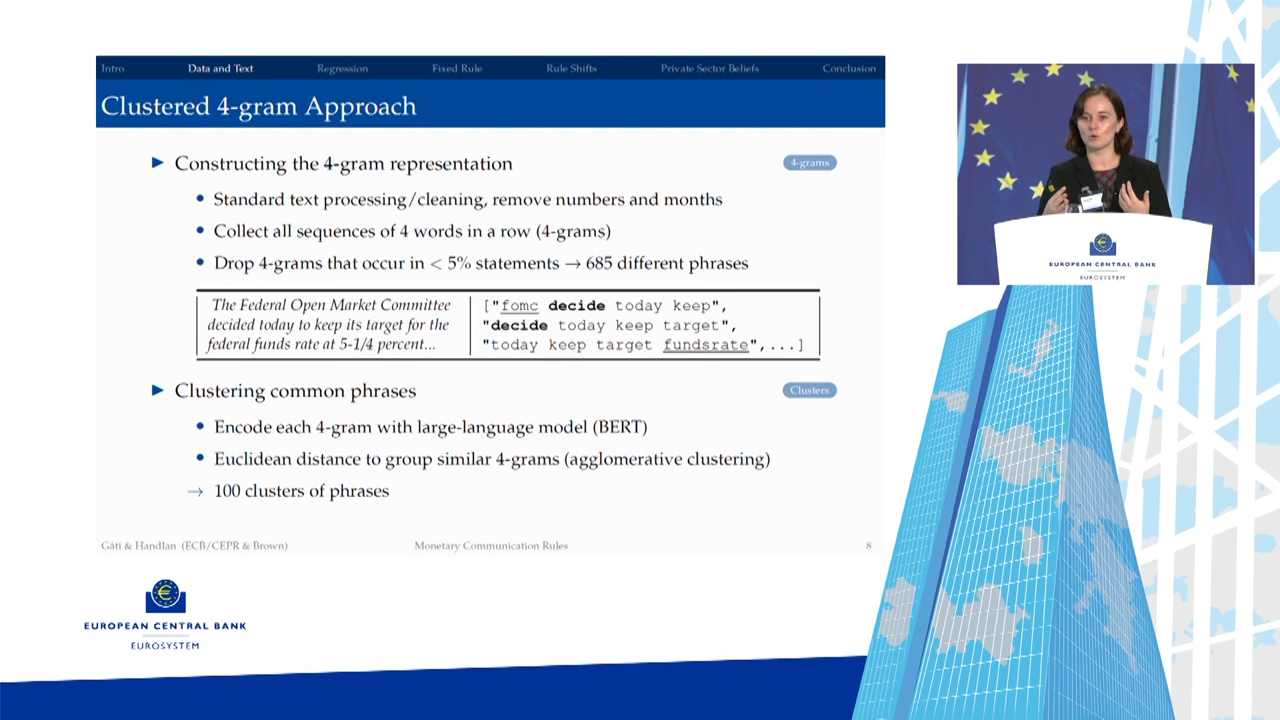 Intro Data and Text Regression Fixed Rule Rule Shifts Private Sector Beliefs Conclusion
Clustered 4-gram Approach
► Constructing the 4-gram representation 4-grams
• Standard text processing/cleaning, remove numbers and months
• Collect all sequences of 4 words in a row (4-grams)
• Drop 4-grams that occur in < 5% statements → 685 different phrases
The Federal Open Market Committee
decided today to keep its target for the
federal funds rate at 5-1/4 percent...
["fomc decide today keep",
"decide today keep target",
"today keep target fundsrate",...]
► Clustering common phrases Clusters
• Encode each 4-gram with large-language model (BERT)
• Euclidean distance to group similar 4-grams (agglomerative clustering)
→ 100 clusters of phrases
Gáti & Handlan (ECB/CEPR & Brown) Monetary Communication Rules 8
EUROPEAN CENTRAL BANK
EUROSYSTEM
EUROPEAN CENTRAL BANK
EUROSYSTEM